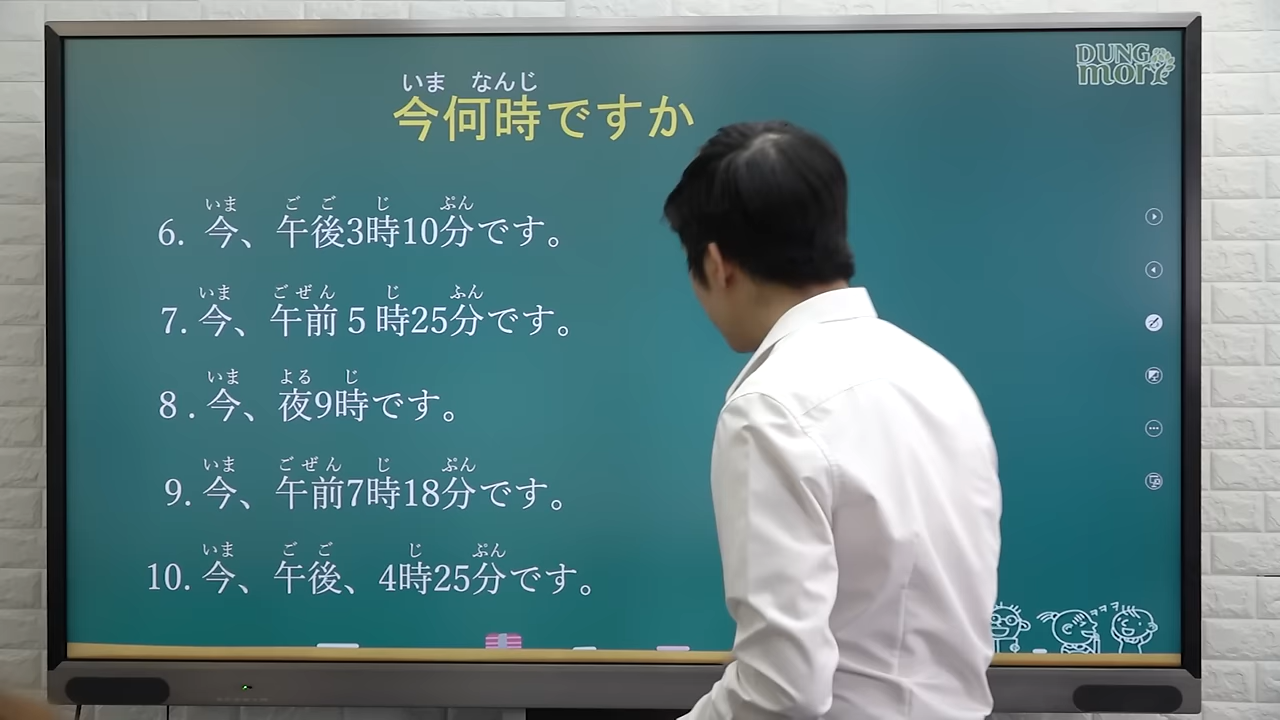 DUNG
mori
いま なんじ
今何時ですか
いま ごご じ ぷん
6. 今、午後3時10分です。
いま ごぜん じ ふん
7. 今、午前５時25分です。
いま よる じ
８. 今、夜9時です。
いま ごぜん じ ぷん
9. 今、午前7時18分です。
いま ごご じ ぷん
10. 今、午後、4時25分です。